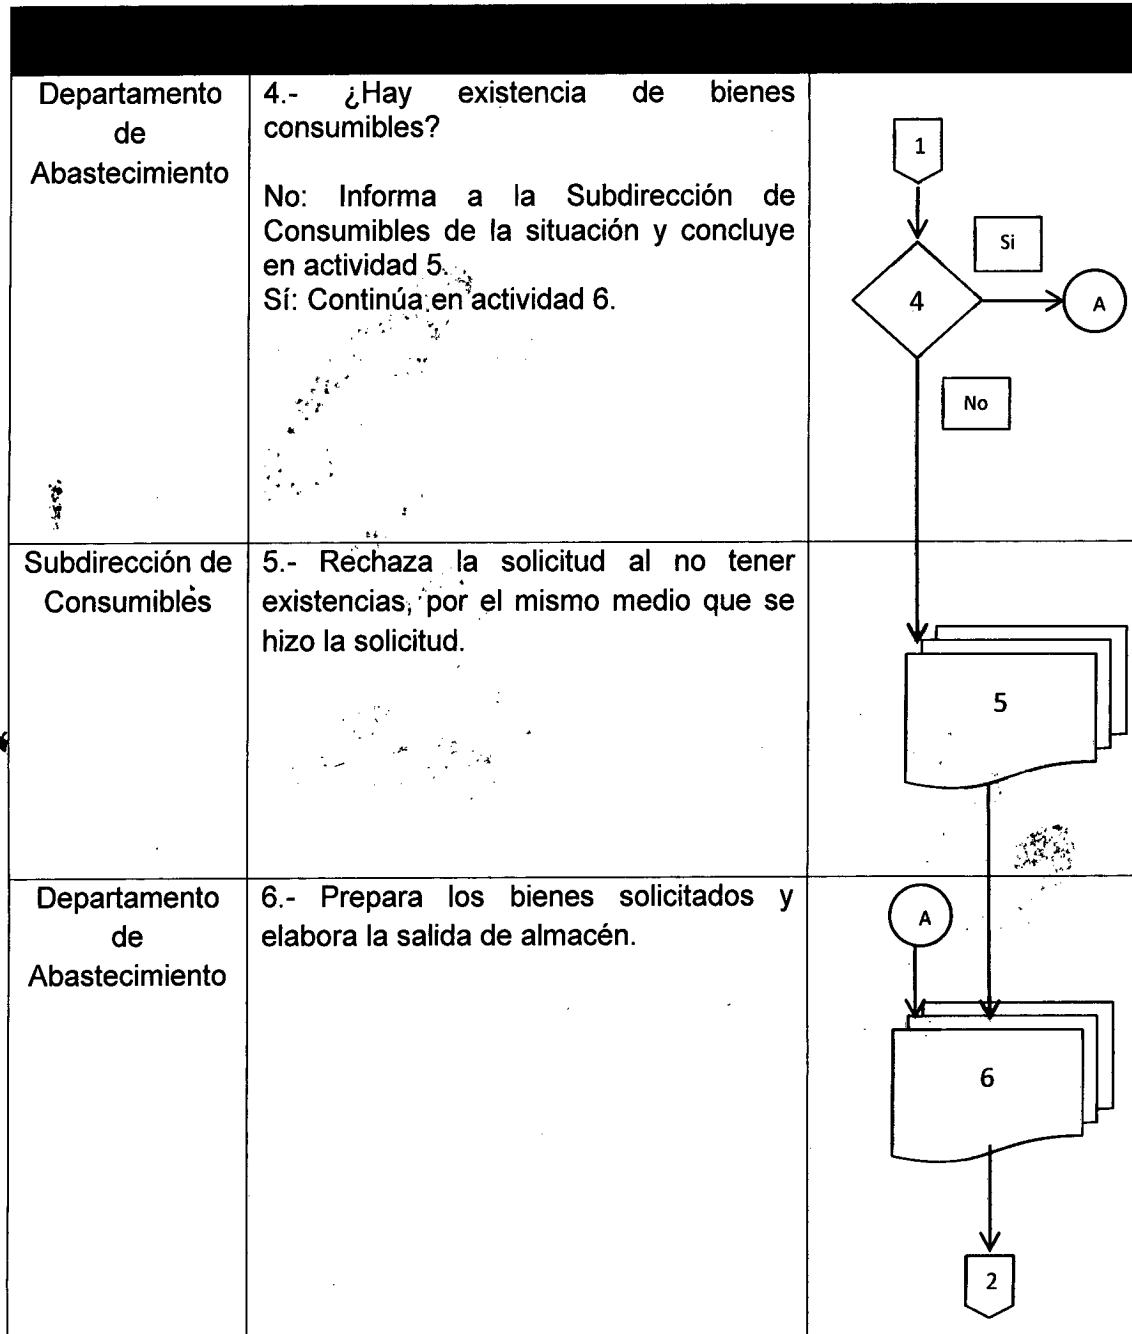 Departamento
de
Abastecimiento
4.- ¿Hay existencia de bienes
consumibles?
No: Informa a la Subdirección de
Consumibles de la situación y concluye
en actividad 5.
Sí: Continúa en actividad 6.
1
Si
4
A
No
Subdirección de
Consumibles
5.- Rechaza la solicitud al no tener
existencias, por el mismo medio que se
hizo la solicitud.
5
Departamento
de
Abastecimiento
6.- Prepara los bienes solicitados y
elabora la salida de almacén.
A
6
2